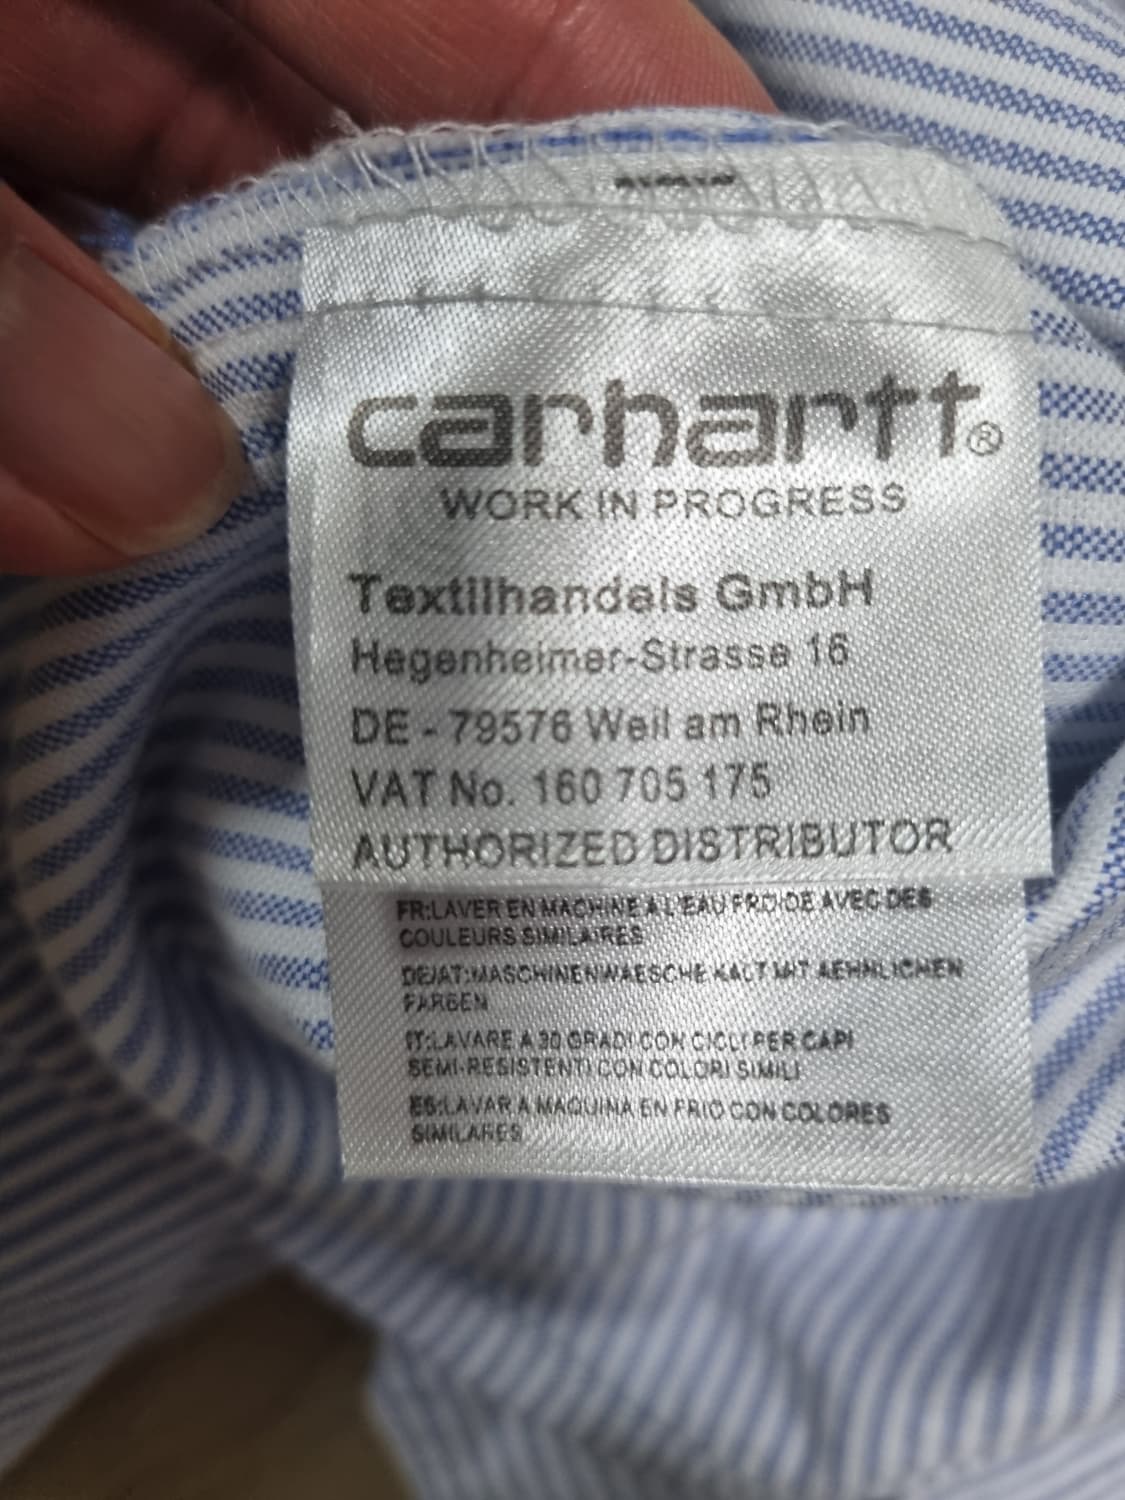 carhartt®
WORK IN PROGRESS
Textilhandels GmbH
Hegenheimer-Strasse 16
DE - 79576 Weil am Rhein
VAT No. 160 705 175
AUTHORIZED DISTRIBUTOR
FR:LAVER EN MACHINE A L'EAU FROIDE AVEC DES
COULEURS SIMILAIRES
DE/AT:MASCHINENWAESCHE KALT MIT AEHNLICHEN
FARBEN
IT:LAVARE A 30 GRADI CON CICLI PER CAPI
SEMI-RESISTENTI CON COLORI SIMILI
ES:LAVAR A MAQUINA EN FRIO CON COLORES
SIMILARES